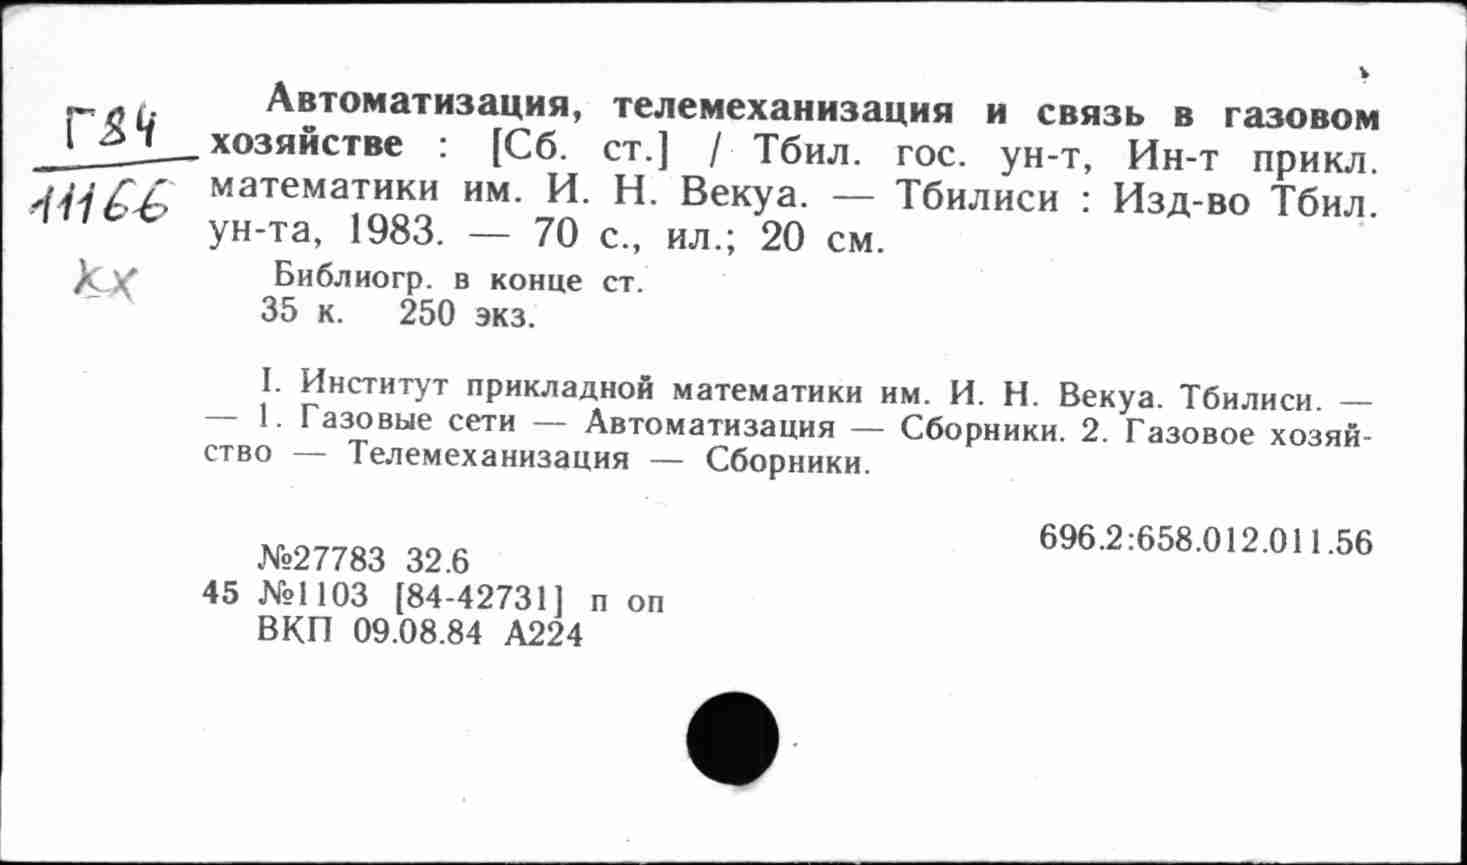 Г84
11166
кх
Автоматизация, телемеханизация и связь в газовом
хозяйстве : [Сб. ст.] / Тбил. гос. ун-т, Ин-т прикл.
математики им. И. Н. Векуа. — Тбилиси : Изд-во Тбил.
ун-та, 1983. — 70 с., ил.; 20 см.
Библиогр. в конце ст.
35 к. 250 экз.
I. Институт прикладной математики им. И. Н. Векуа. Тбилиси. —
— 1. Газовые сети — Автоматизация — Сборники. 2. Газовое хозяй-
ство — Телемеханизация — Сборники.
696.2:658.012.011.56
№27783 32.6
45 №1103 [84-42731] п оп
ВКП 09.08.84 А224